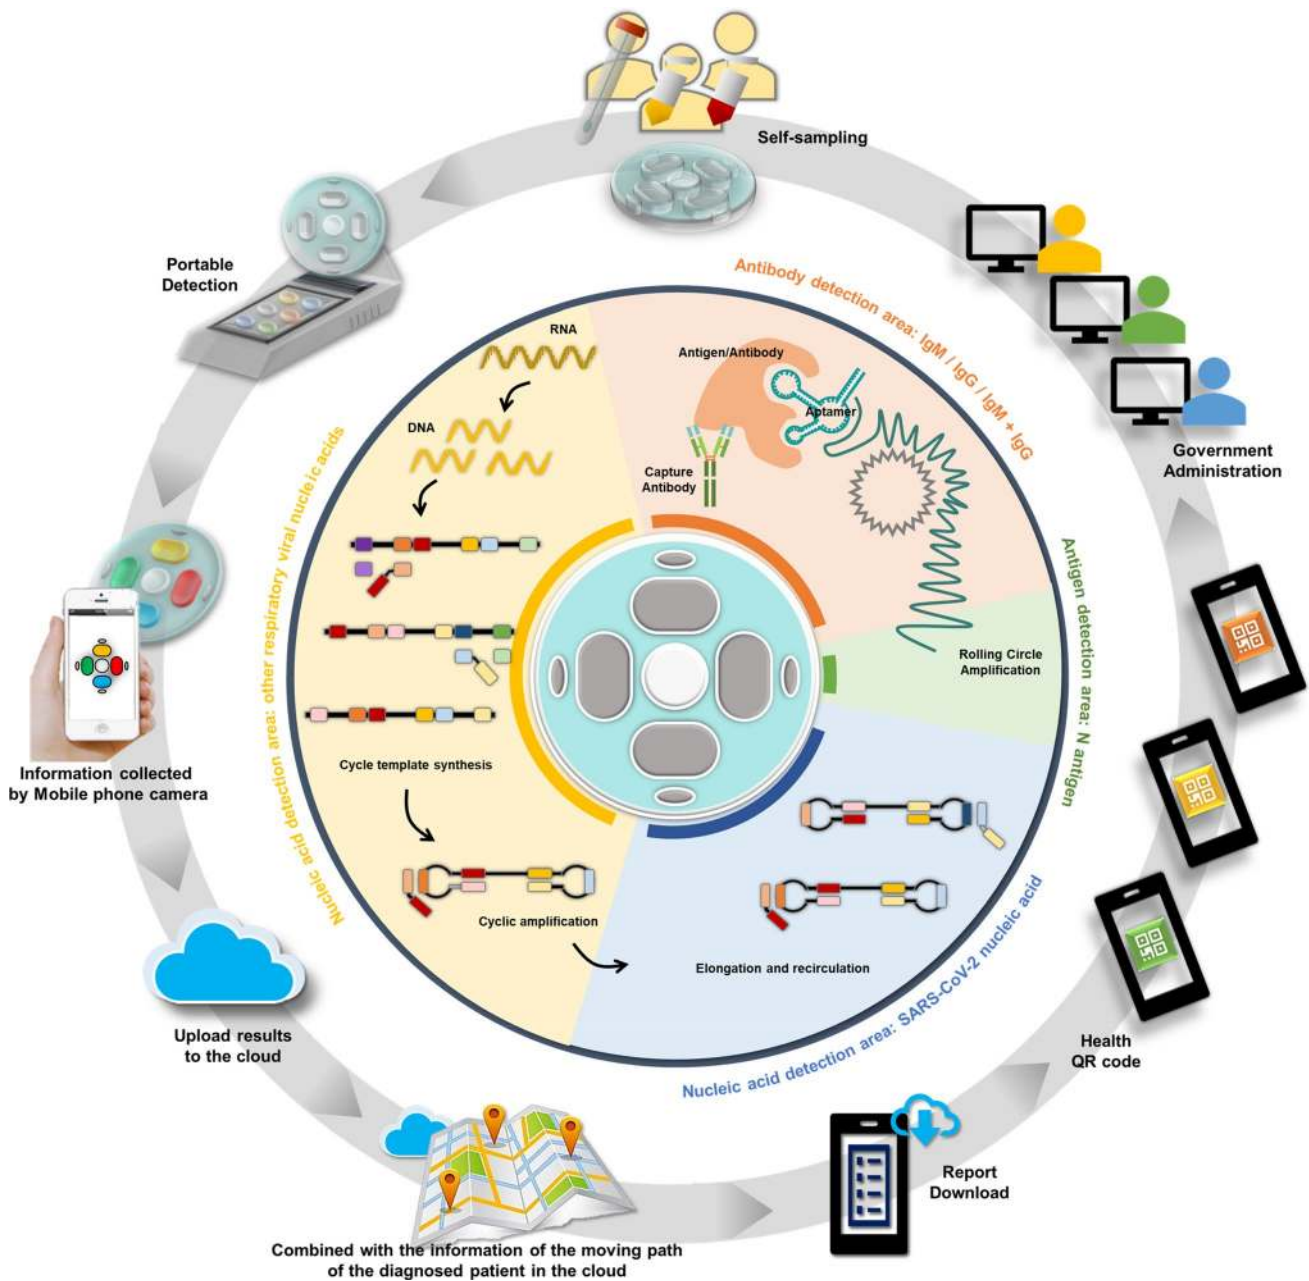 Self-sampling
Portable
Detection
Antibody detection area: IgM / IgG / IgM + IgG
RNA
Antigen/Antibody
Aptamer
DNA
Capture
Antibody
Government
Administration
Nucleic acid detection area: other respiratory viral nucleic acids
Antigen detection area: N antigen
Rolling Circle
Amplification
Information collected
by Mobile phone camera
Cycle template synthesis
Cyclic amplification
Elongation and recirculation
Nucleic acid detection area: SARS-CoV-2 nucleic acid
Upload results
to the cloud
Health
QR code
Report
Download
Combined with the information of the moving path
of the diagnosed patient in the cloud